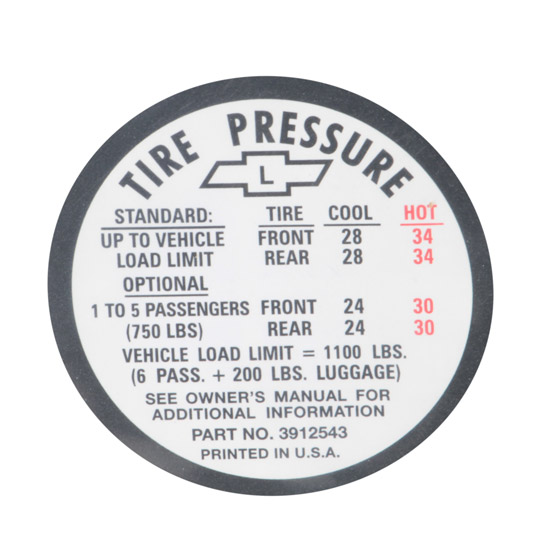 TIRE PRESSURE
L
STANDARD: TIRE COOL HOT
UP TO VEHICLE FRONT 28 34
LOAD LIMIT REAR 28 34
OPTIONAL
1 TO 5 PASSENGERS FRONT 24 30
(750 LBS) REAR 24 30
VEHICLE LOAD LIMIT = 1100 LBS.
(6 PASS. + 200 LBS. LUGGAGE)
SEE OWNER'S MANUAL FOR
ADDITIONAL INFORMATION
PART NO. 3912543
PRINTED IN U.S.A.